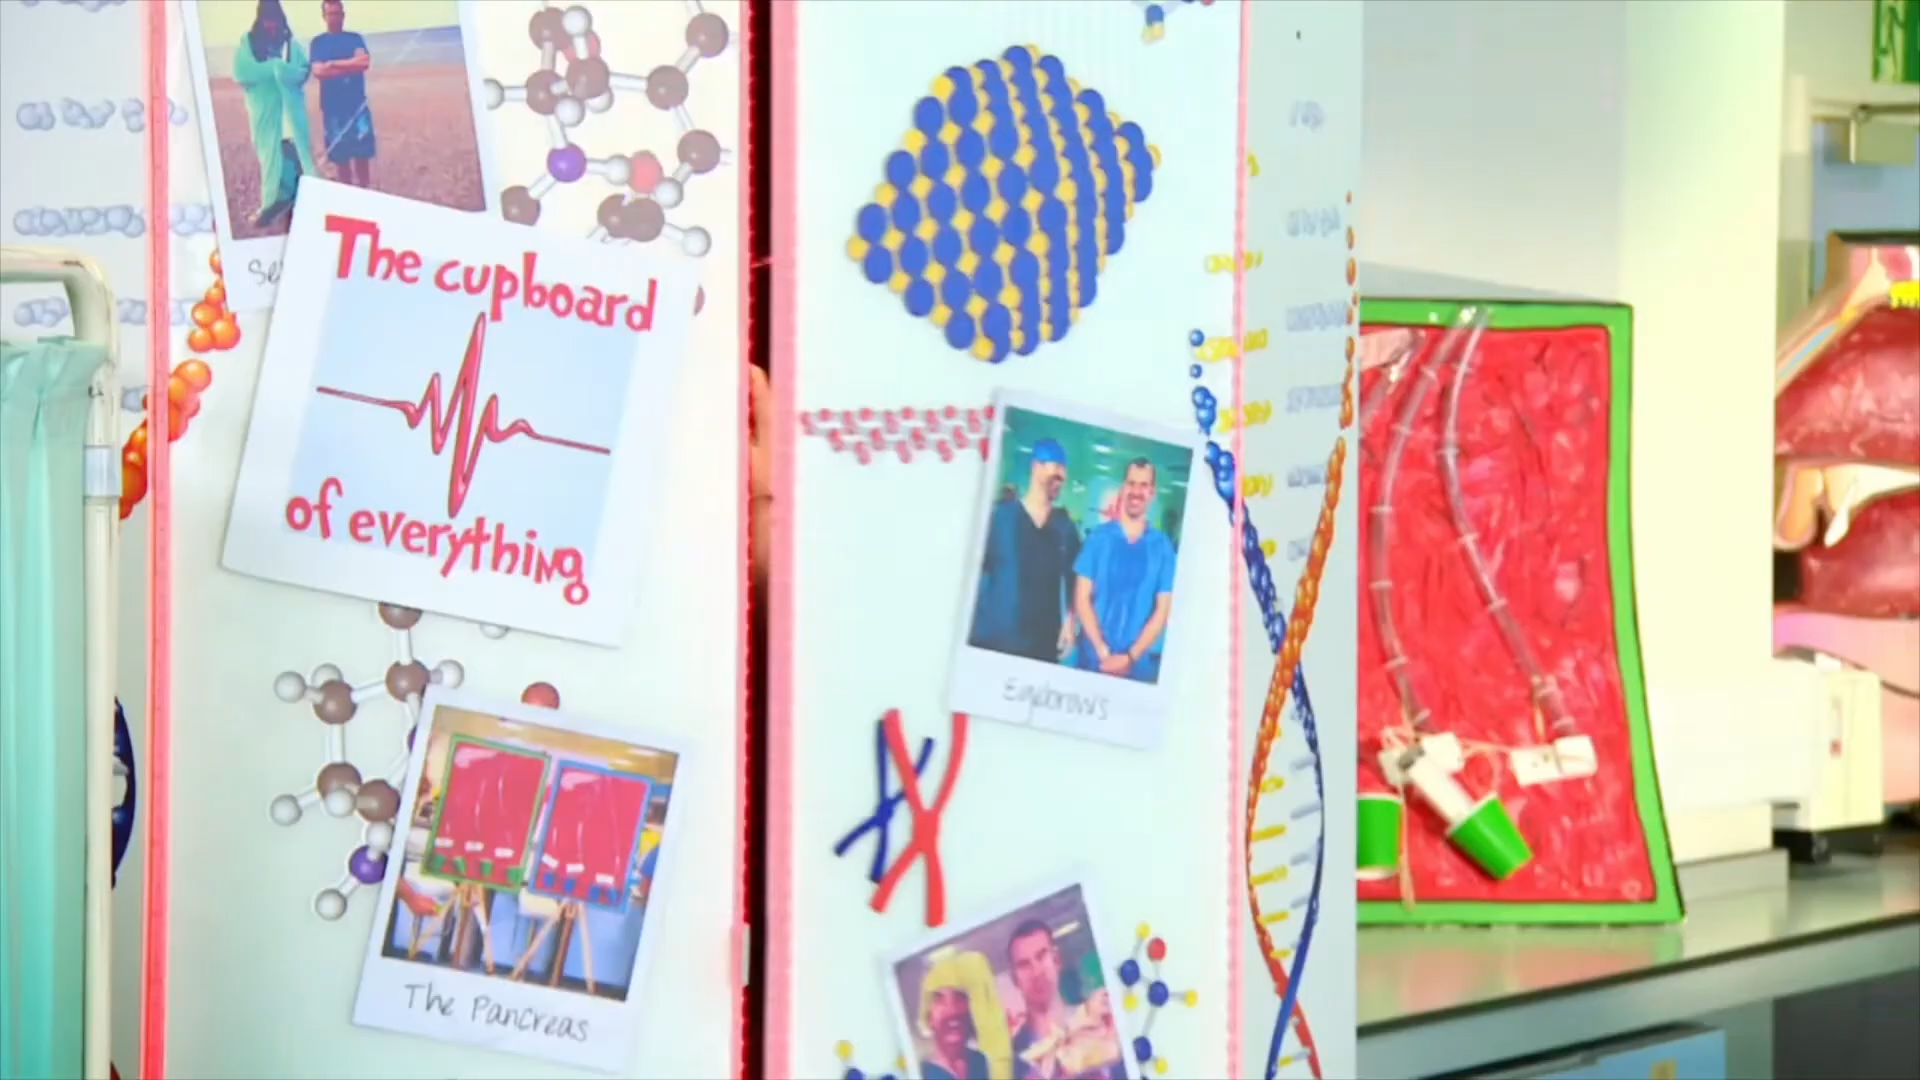 The cupboard
of everything
Eyebrows
The Pancreas